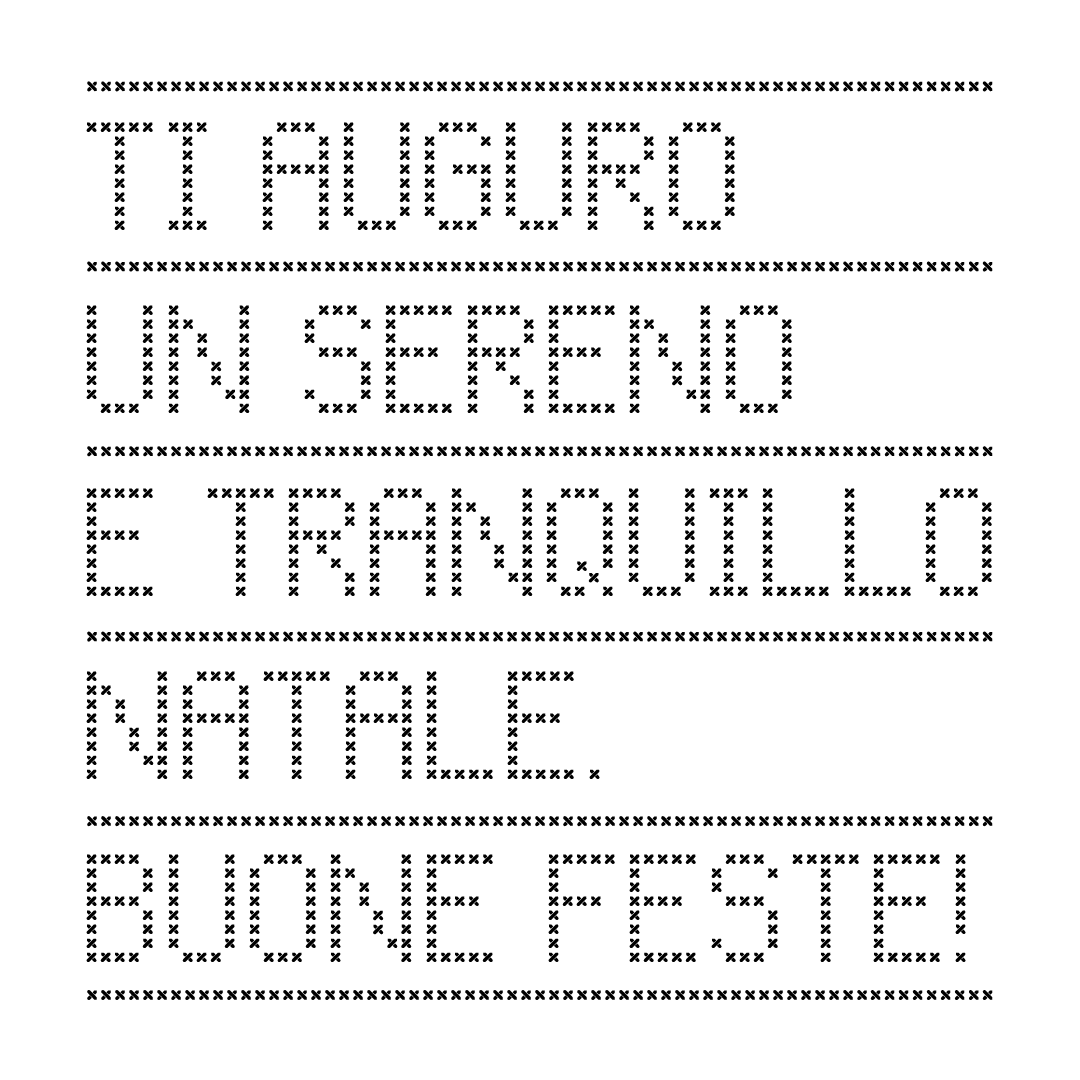 TI AUGURO
UN SERENO
E TRANQUILLO
NATALE.
BUONE FESTE!